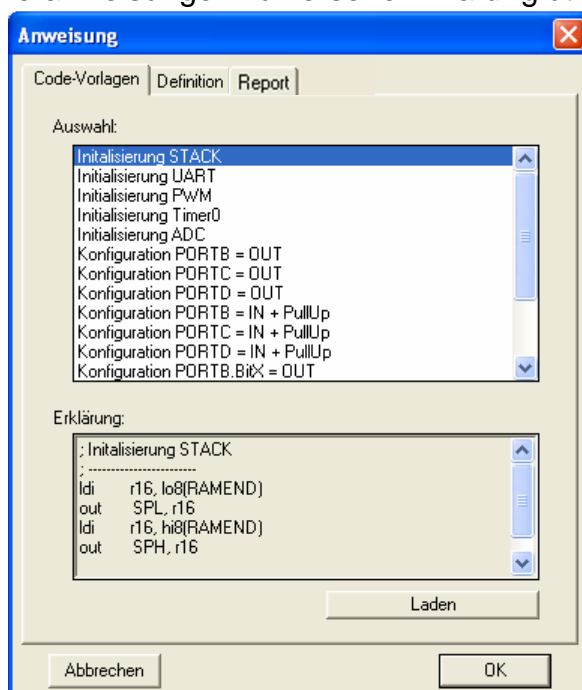 Anweisung
Code-Vorlagen Definition Report
Auswahl:
Initalisierung STACK
Initialisierung UART
Initialisierung PWM
Initialisierung Timer0
Initialisierung ADC
Konfiguration PORTB = OUT
Konfiguration PORTC = OUT
Konfiguration PORTD = OUT
Konfiguration PORTB = IN + PullUp
Konfiguration PORTC = IN + PullUp
Konfiguration PORTD = IN + PullUp
Konfiguration PORTB.BitX = OUT
Erklärung:
; Initalisierung STACK
; ------------------------
ldi r16, lo8(RAMEND)
out SPL, r16
ldi r16, hi8(RAMEND)
out SPH, r16
Laden
Abbrechen OK